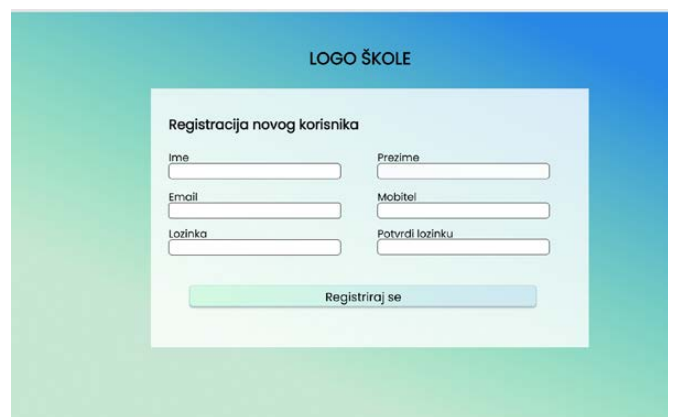 LOGO ŠKOLE
Registracija novog korisnika
Ime Prezime
Email Mobitel
Lozinka Potvrdi lozinku
Registriraj se